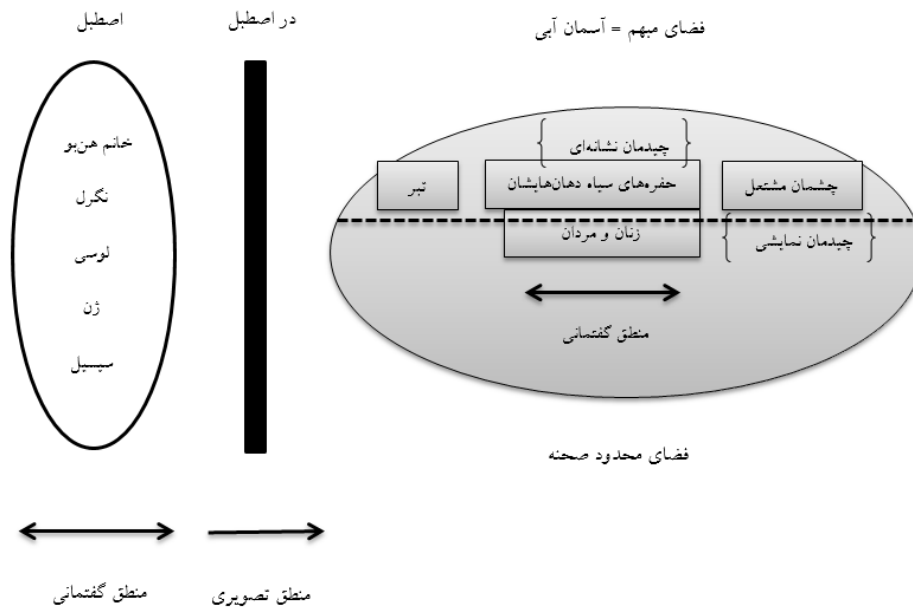 فضای مبهم = آسمان آبی
در اصطبل
اصطبل
چیدمان نشانه‌ای
چشمان مشتعل
حفره‌های سیاه دهان‌هایشان
تبر
زنان و مردان
چیدمان نمایشی
منطق گفتمانی
فضای محدود صحنه
خانم هن‌بو
نگرل
لوسی
ژن
سیسیل
منطق تصویری
منطق گفتمانی